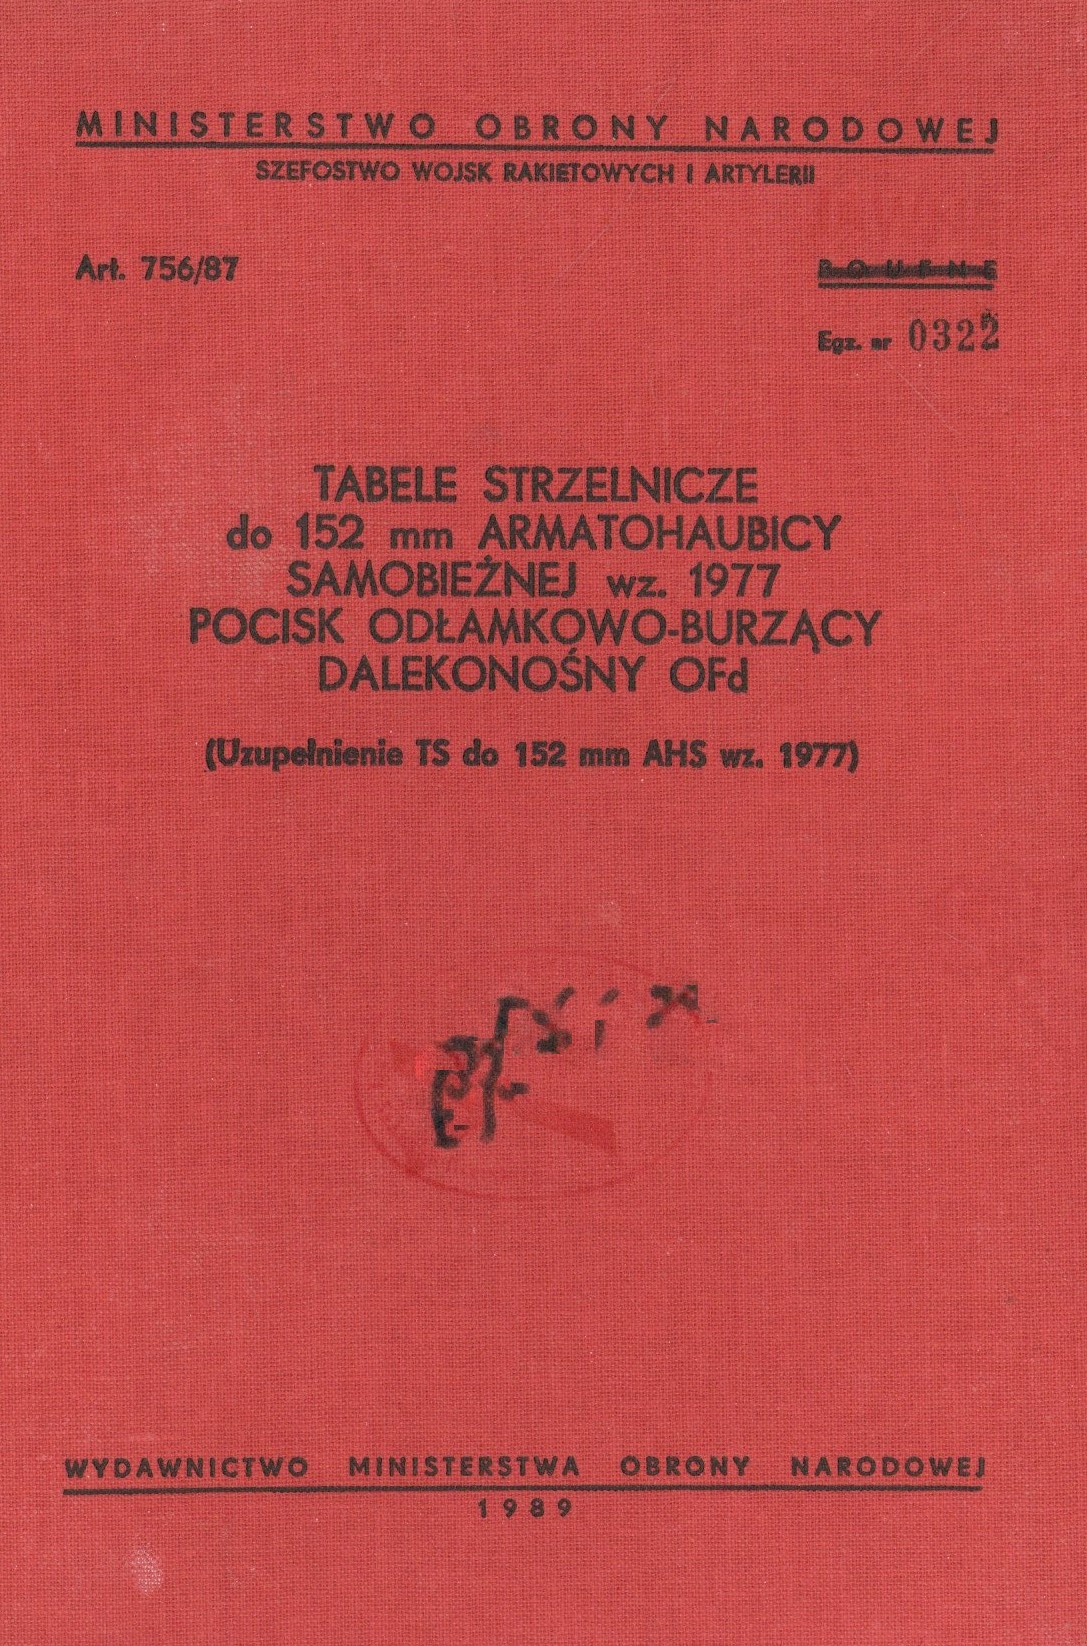 MINISTERSTWO OBRONY NARODOWEJ
SZEFOSTWO WOJSK RAKIETOWYCH I ARTYLERII
Art. 756/87
POUFNE
Egz. nr 0322
TABELE STRZELNICZE
do 152 mm ARMATOHAUBICY
SAMOBIEŻNEJ wz. 1977
POCISK ODŁAMKOWO-BURZĄCY
DALEKONOŚNY OFd
(Uzupełnienie TS do 152 mm AHS wz. 1977)
WYDAWNICTWO MINISTERSTWA OBRONY NARODOWEJ
1989